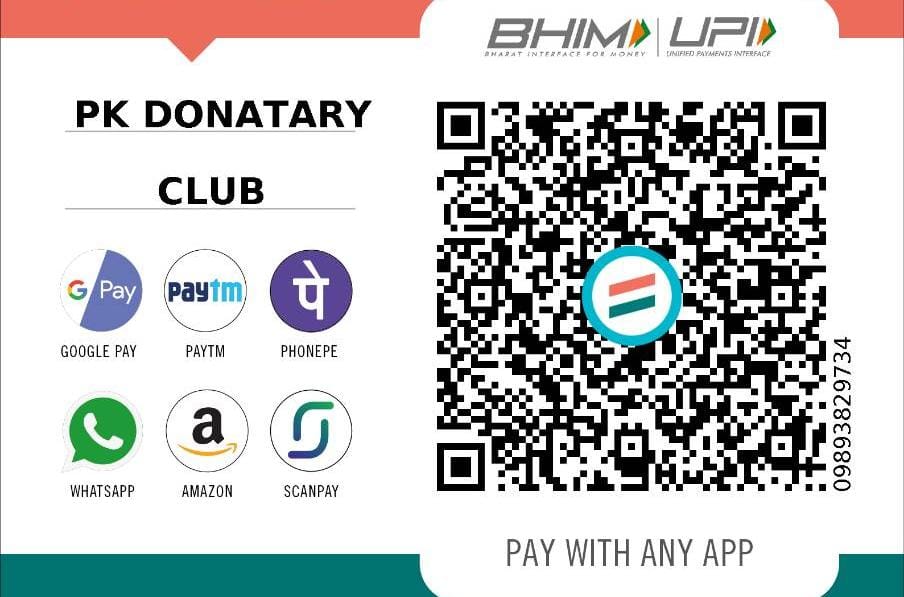 BHIM UPI
BHARAT INTERFACE FOR MONEY UNIFIED PAYMENTS INTERFACE
PK DONATARY
CLUB
G Pay paytm पे
GOOGLE PAY PAYTM PHONEPE
a
WHATSAPP AMAZON SCANPAY
09893829734
PAY WITH ANY APP